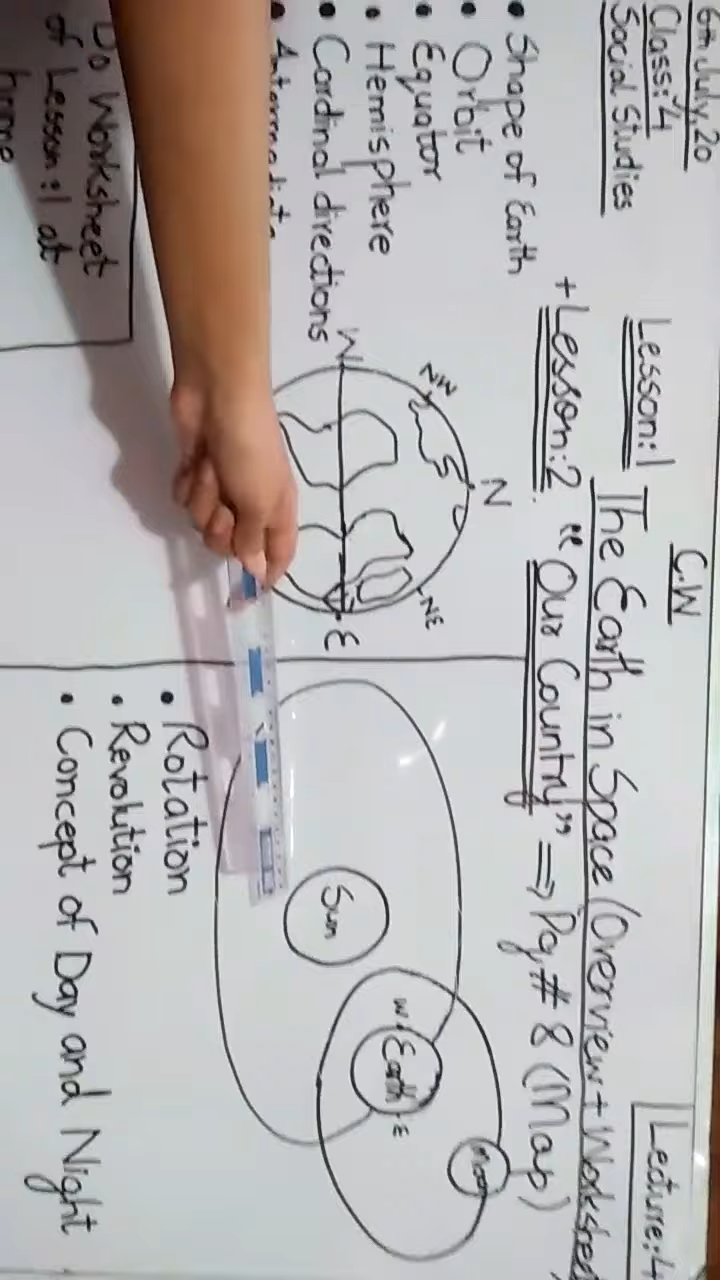 6th July, 20
Class: 4
Social Studies
C.W
Lecture: 4
Lesson: 1 The Earth in Space (Overview +
+ Lesson: 2 "Our Country" ⇒ Pg # 8 (Map)
• Shape of Earth
• Orbit
• Equator
• Hemisphere
• Cardinal directions
Do Worksheet
of Lesson: 1 at
home
N
NW
NE
W
E
Sun
W
Earth
E
Moon
• Rotation
• Revolution
• Concept of Day and Night